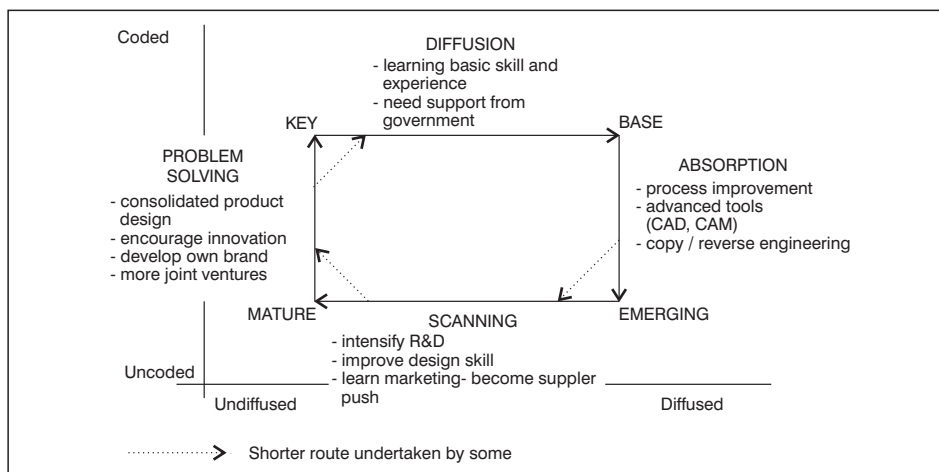 Coded
DIFFUSION
- learning basic skill and
experience
- need support from
government
KEY
BASE
PROBLEM
SOLVING
- consolidated product
design
- encourage innovation
- develop own brand
- more joint ventures
ABSORPTION
- process improvement
- advanced tools
(CAD, CAM)
- copy / reverse engineering
MATURE
SCANNING
EMERGING
- intensify R&D
- improve design skill
- learn marketing- become suppler
push
Uncoded
Undiffused
Diffused
Shorter route undertaken by some